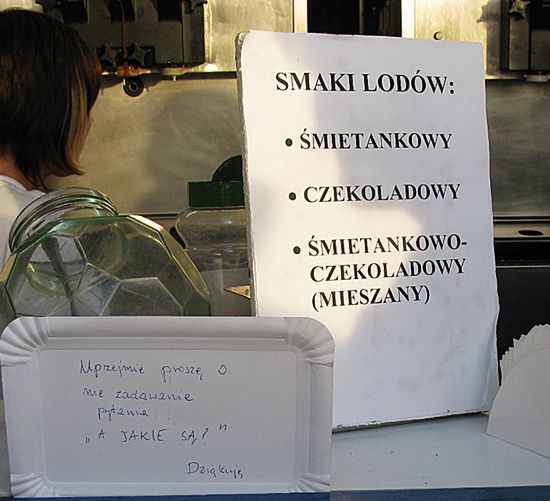 SMAKI LODÓW:
• ŚMIETANKOWY
• CZEKOLADOWY
• ŚMIETANKOWO-
CZEKOLADOWY
(MIESZANY)
Uprzejmie proszę o
nie zadawanie
pytania:
„A JAKIE SĄ?"
Dziękuję